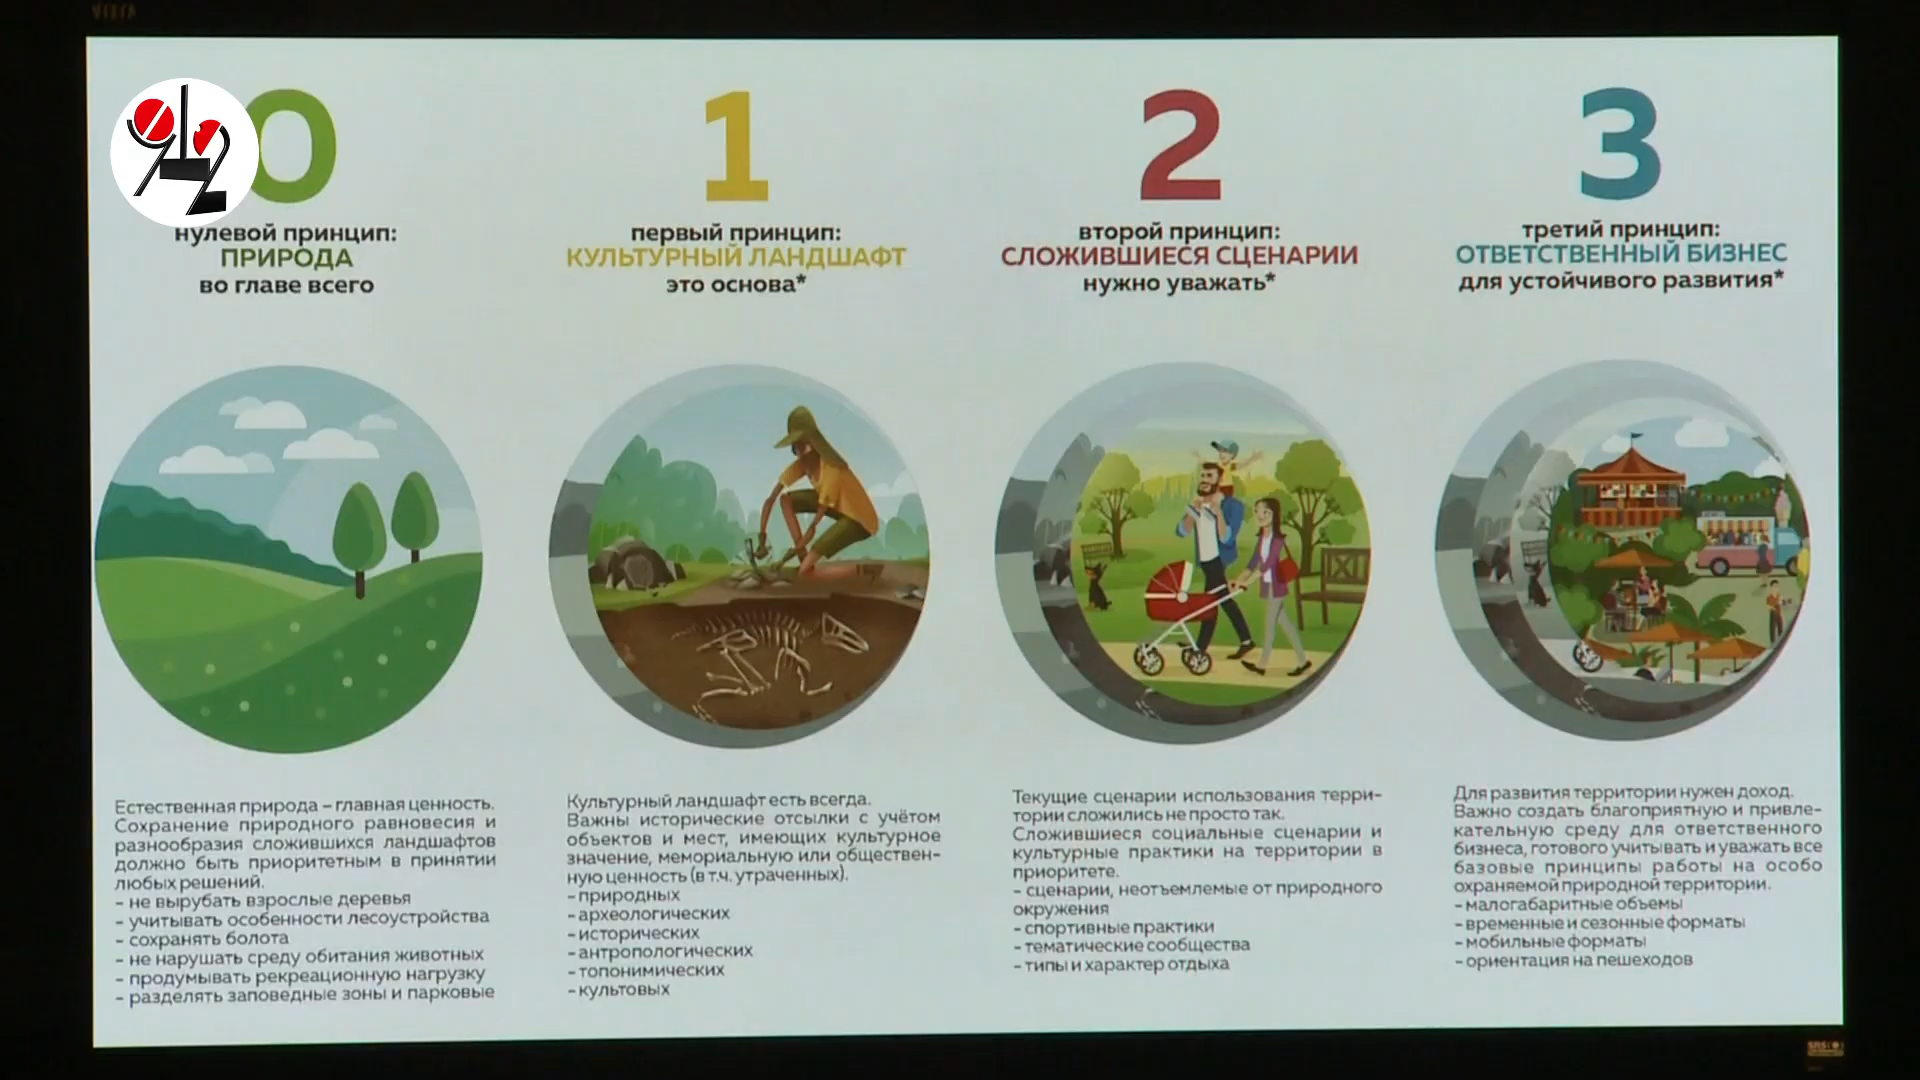 0
нулевой принцип:
ПРИРОДА
во главе всего
Естественная природа – главная ценность.
Сохранение природного равновесия и
разнообразия сложившихся ландшафтов
должно быть приоритетным в принятии
любых решений.
- не вырубать взрослые деревья
- учитывать особенности лесоустройства
- сохранять болота
- не нарушать среду обитания животных
- продумывать рекреационную нагрузку
- разделять заповедные зоны и парковые
1
первый принцип:
КУЛЬТУРНЫЙ ЛАНДШАФТ
это основа*
Культурный ландшафт есть всегда.
Важны исторические отсылки с учётом
объектов и мест, имеющих культурное
значение, мемориальную или обществен-
ную ценность (в т.ч. утраченных).
- природных
- археологических
- исторических
- антропологических
- топонимических
- культовых
2
второй принцип:
СЛОЖИВШИЕСЯ СЦЕНАРИИ
нужно уважать*
Текущие сценарии использования терри-
тории сложились не просто так.
Сложившиеся социальные сценарии и
культурные практики на территории в
приоритете.
- сценарии, неотъемлемые от природного
окружения
- спортивные практики
- тематические сообщества
- типы и характер отдыха
3
третий принцип:
ОТВЕТСТВЕННЫЙ БИЗНЕС
для устойчивого развития*
Для развития территории нужен доход.
Важно создать благоприятную и привле-
кательную среду для ответственного
бизнеса, готового учитывать и уважать все
базовые принципы работы на особо
охраняемой природной территории.
- малогабаритные объемы
- временные и сезонные форматы
- мобильные форматы
- ориентация на пешеходов